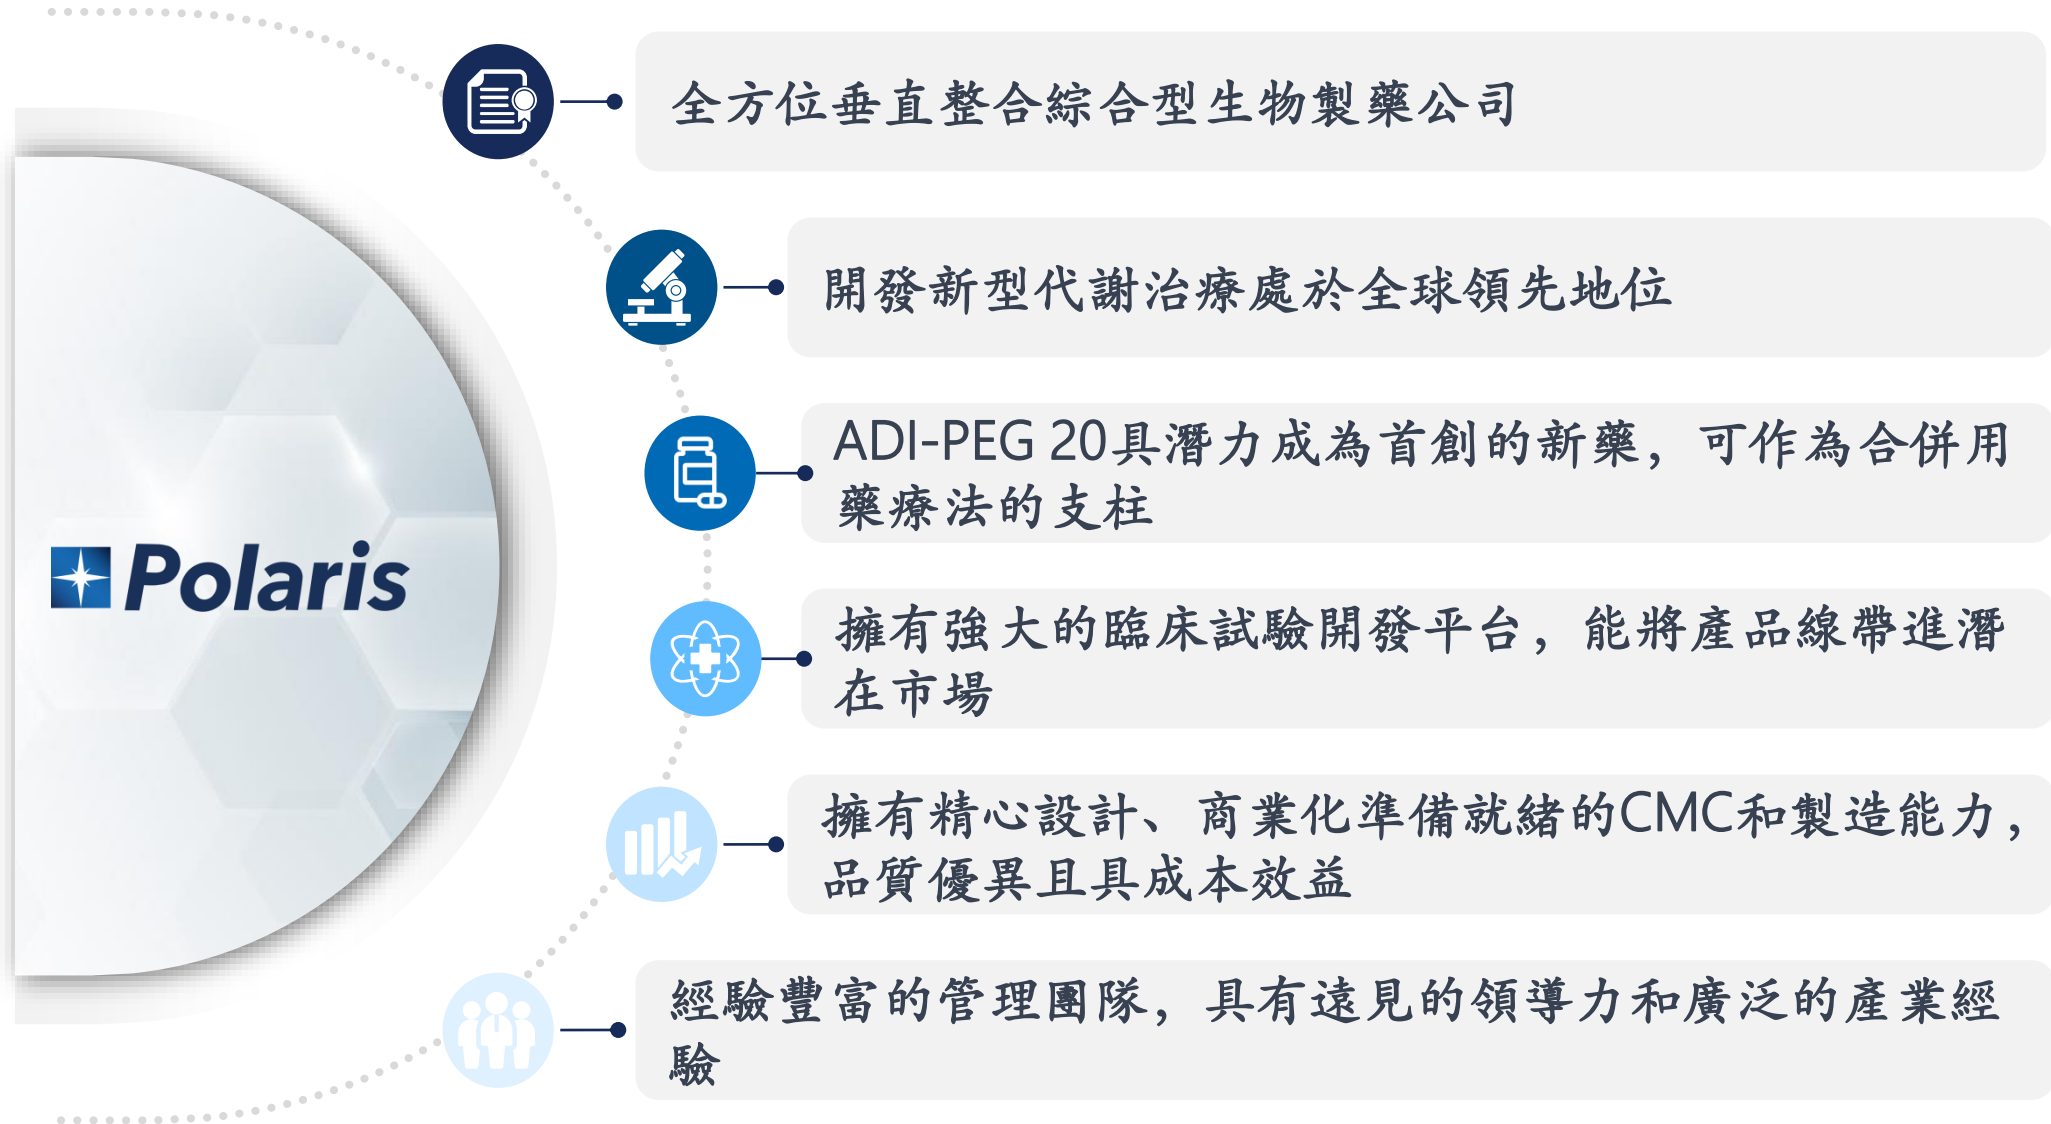 全方位垂直整合綜合型生物製藥公司
開發新型代謝治療處於全球領先地位
ADI-PEG 20具潛力成為首創的新藥，可作為合併用
藥療法的支柱
Polaris
擁有強大的臨床試驗開發平台，能將產品線帶進潛
在市場
擁有精心設計、商業化準備就緒的CMC和製造能力，
品質優異且具成本效益
經驗豐富的管理團隊，具有遠見的領導力和廣泛的產業經
驗